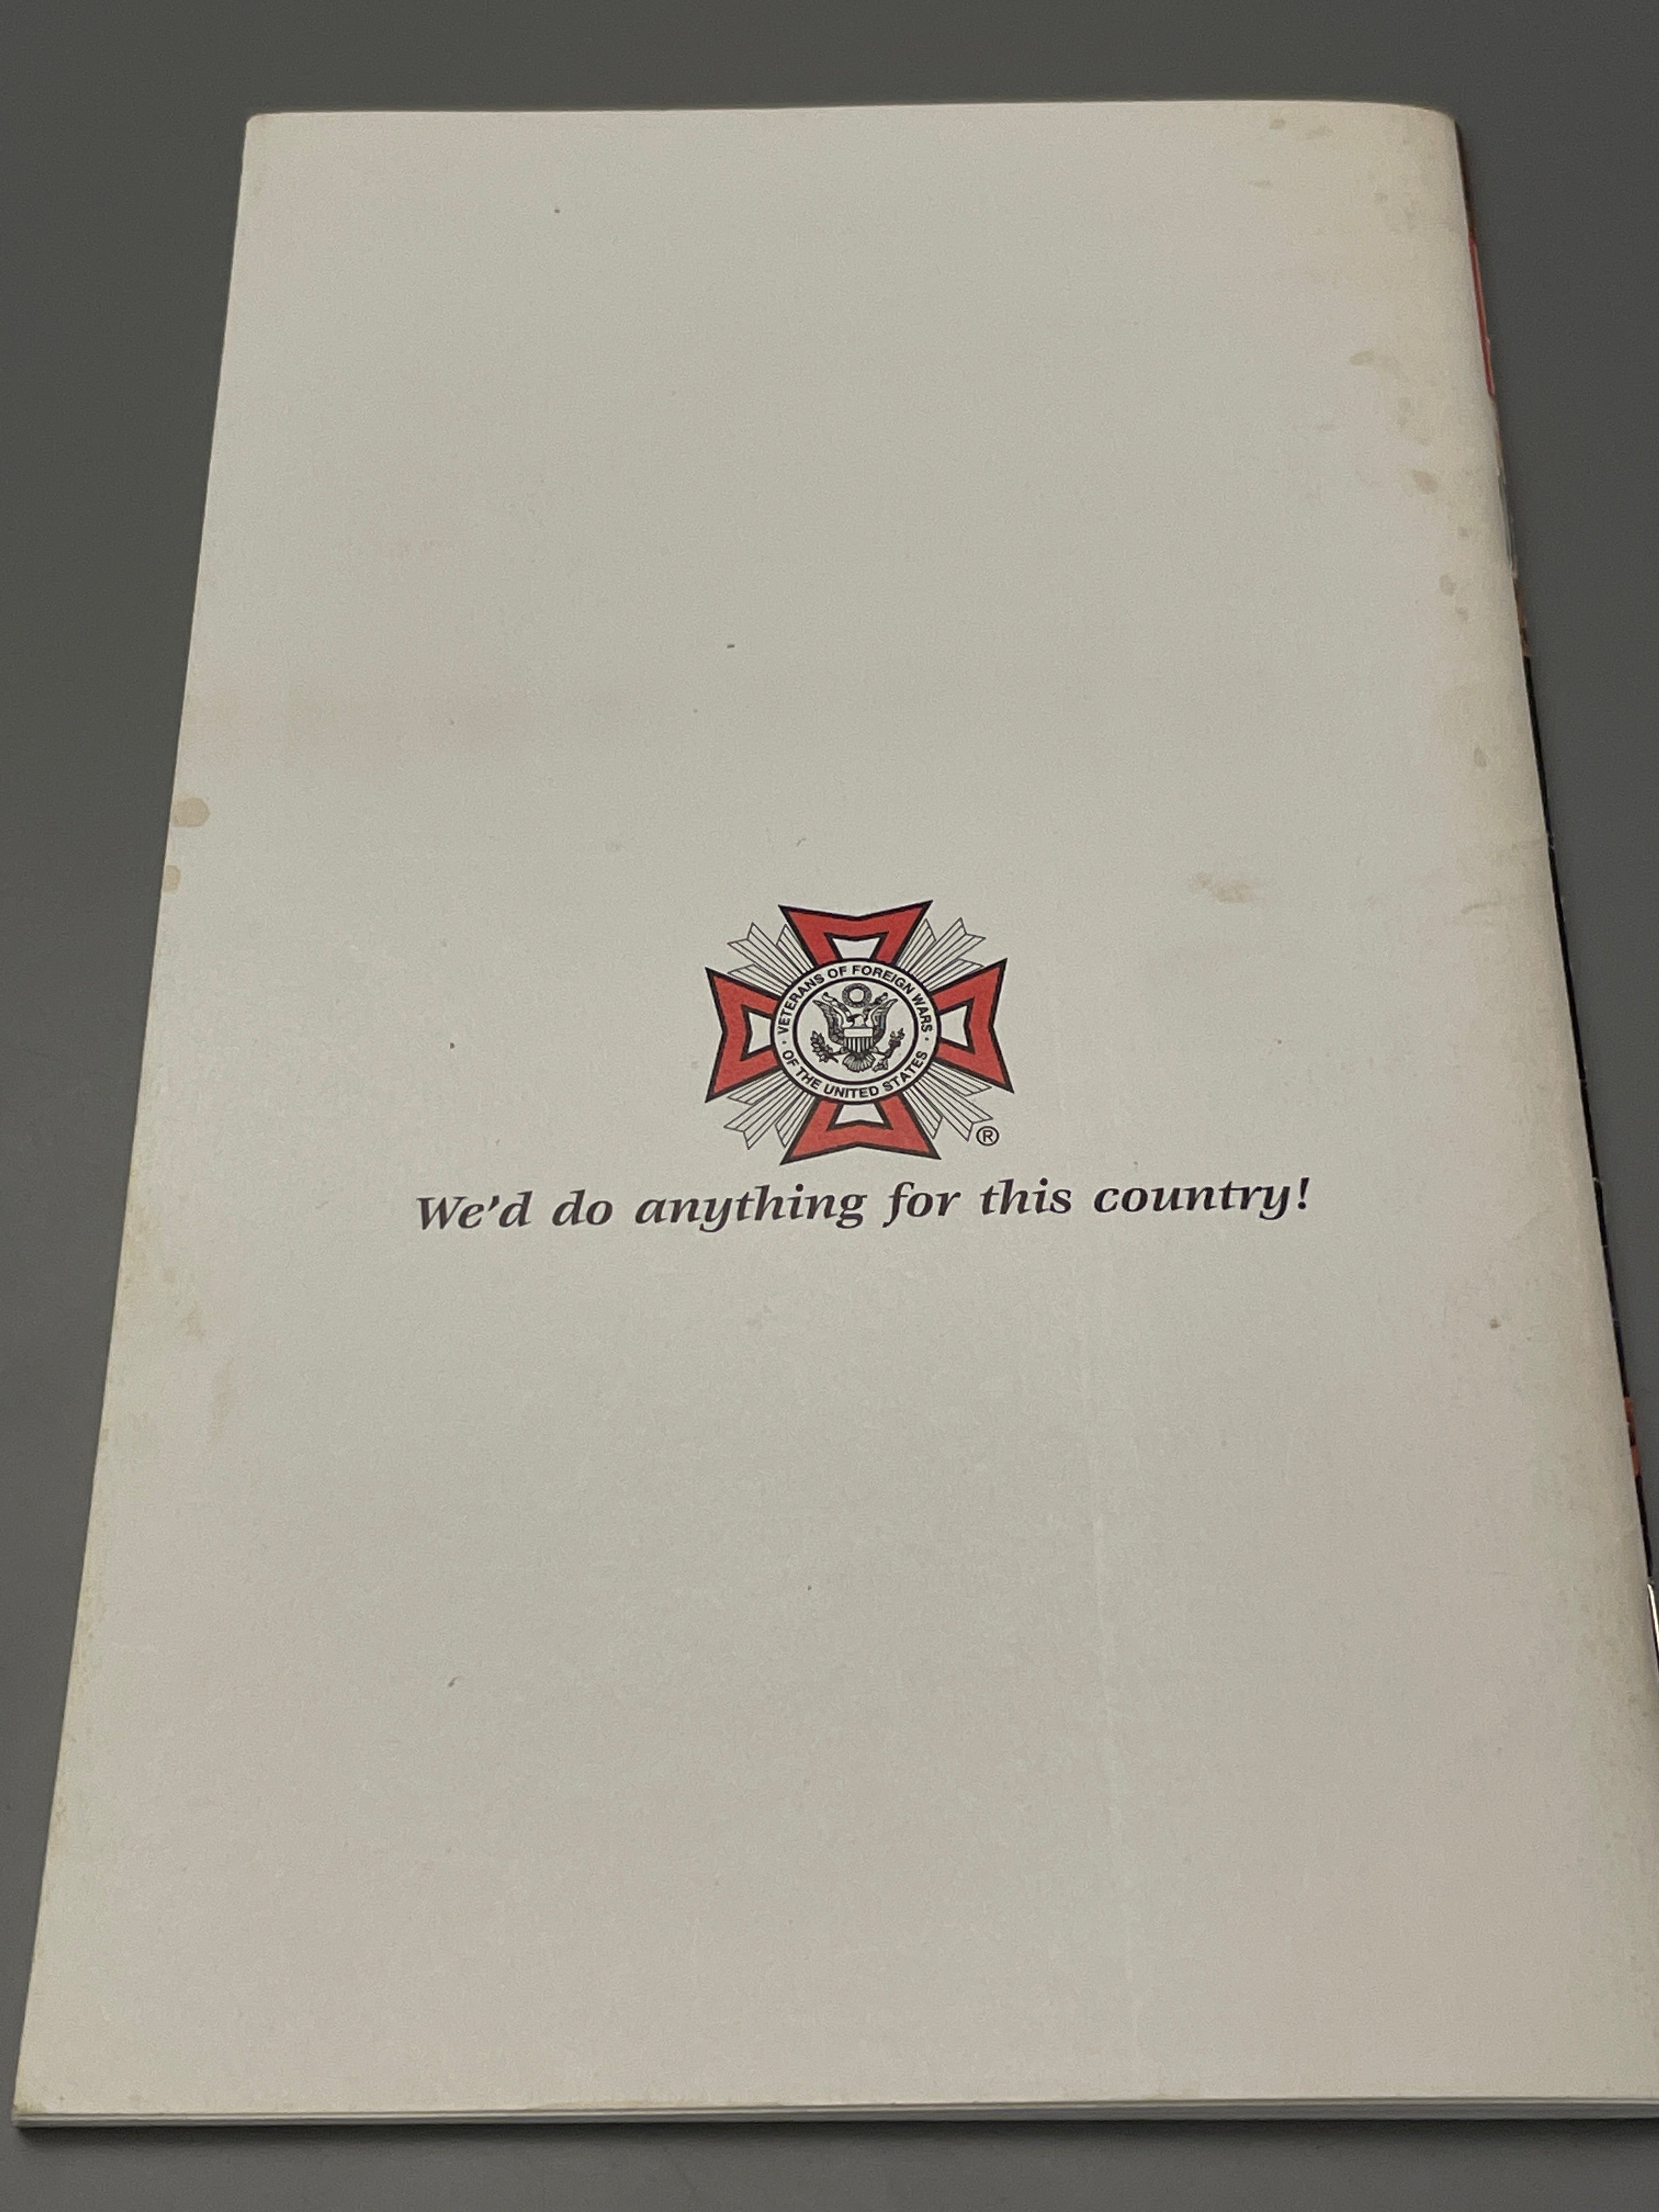 · VETERANS OF FOREIGN WARS ·
OF THE UNITED STATES
®
We'd do anything for this country!